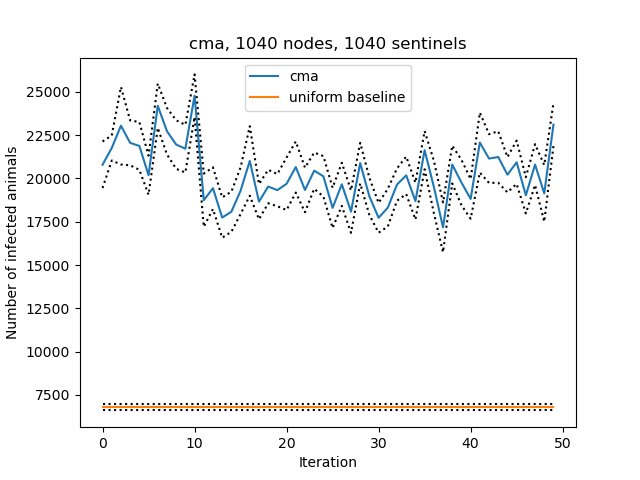 cma, 1040 nodes, 1040 sentinels
cma
uniform baseline
Number of infected animals
25000
22500
20000
17500
15000
12500
10000
7500
0 10 20 30 40 50
Iteration